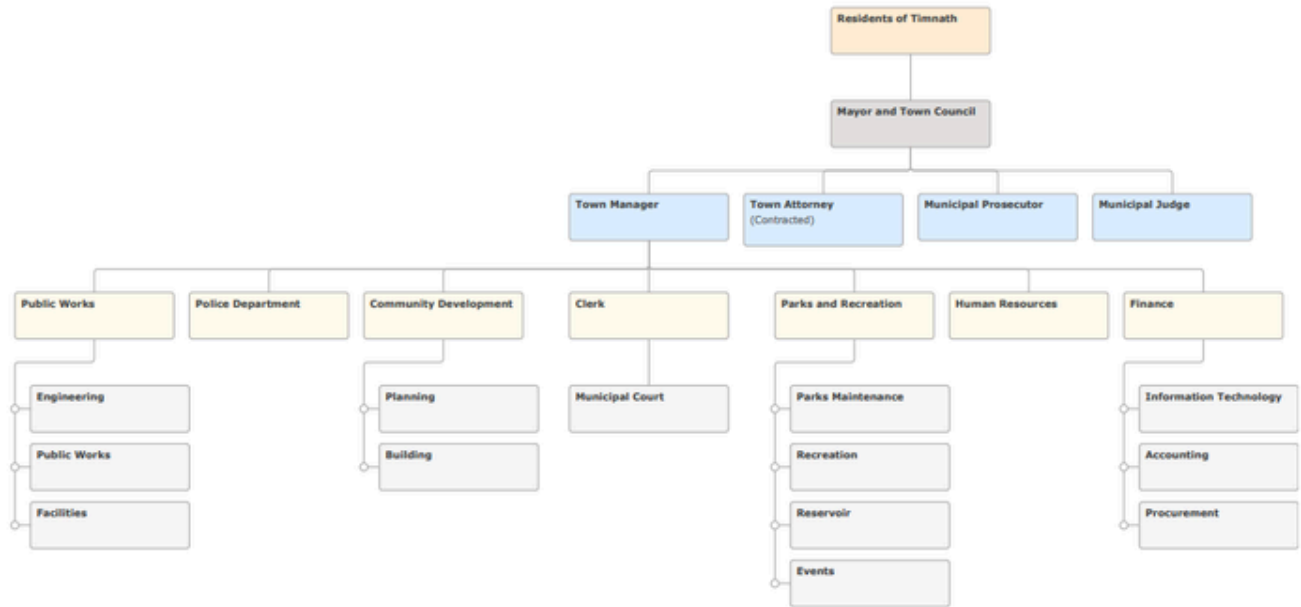 Residents of Timnath
Mayor and Town Council
Town Manager
Town Attorney
(Contracted)
Municipal Prosecutor
Municipal Judge
Public Works
Police Department
Community Development
Clerk
Parks and Recreation
Human Resources
Finance
Engineering
Public Works
Facilities
Planning
Building
Municipal Court
Parks Maintenance
Recreation
Reservoir
Events
Information Technology
Accounting
Procurement